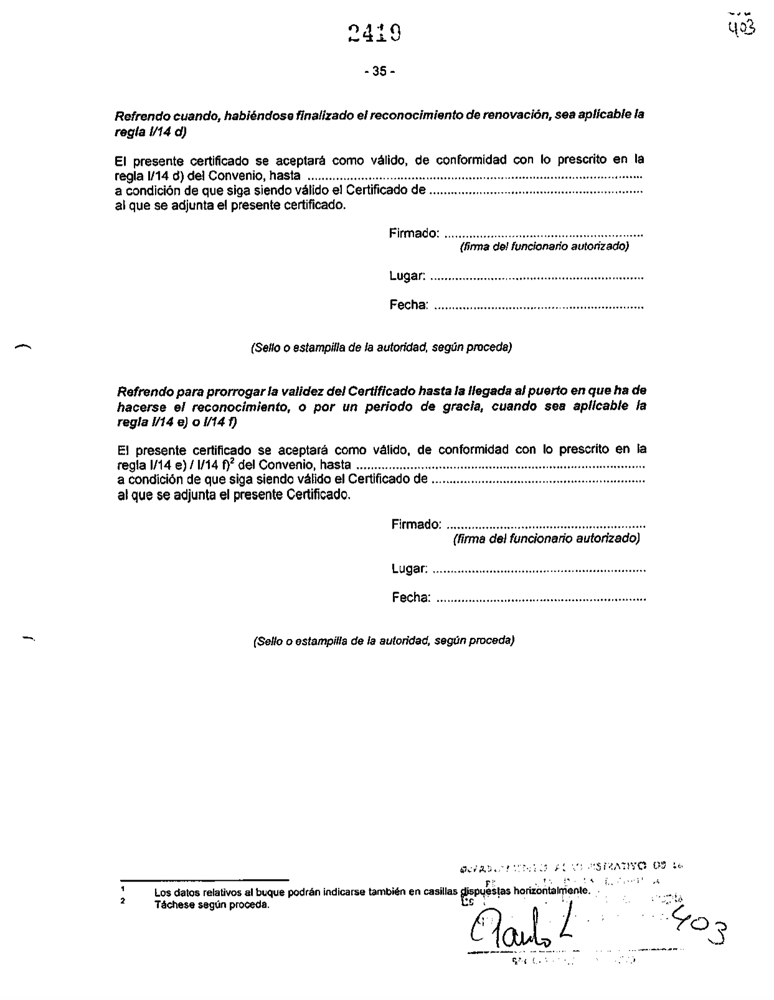 403
2419
- 35 -
Refrendo cuando, habiéndose finalizado el reconocimiento de renovación, sea aplicable la
regla I/14 d)
El presente certificado se aceptará como válido, de conformidad con lo prescrito en la
regla I/14 d) del Convenio, hasta ..........
a condición de que siga siendo válido el Certificado de ..........
al que se adjunta el presente certificado.
Firmado: ..........
(firma del funcionario autorizado)
Lugar: ..........
Fecha: ..........
(Sello o estampilla de la autoridad, según proceda)
Refrendo para prorrogar la validez del Certificado hasta la llegada al puerto en que ha de
hacerse el reconocimiento, o por un periodo de gracia, cuando sea aplicable la
regla I/14 e) o I/14 f)
El presente certificado se aceptará como válido, de conformidad con lo prescrito en la
regla I/14 e) / I/14 f)² del Convenio, hasta ..........
a condición de que siga siendo válido el Certificado de ..........
al que se adjunta el presente Certificado.
Firmado: ..........
(firma del funcionario autorizado)
Lugar: ..........
Fecha: ..........
(Sello o estampilla de la autoridad, según proceda)
1 Los datos relativos al buque podrán indicarse también en casillas dispuestas horizontalmente.
2 Táchese según proceda.
403